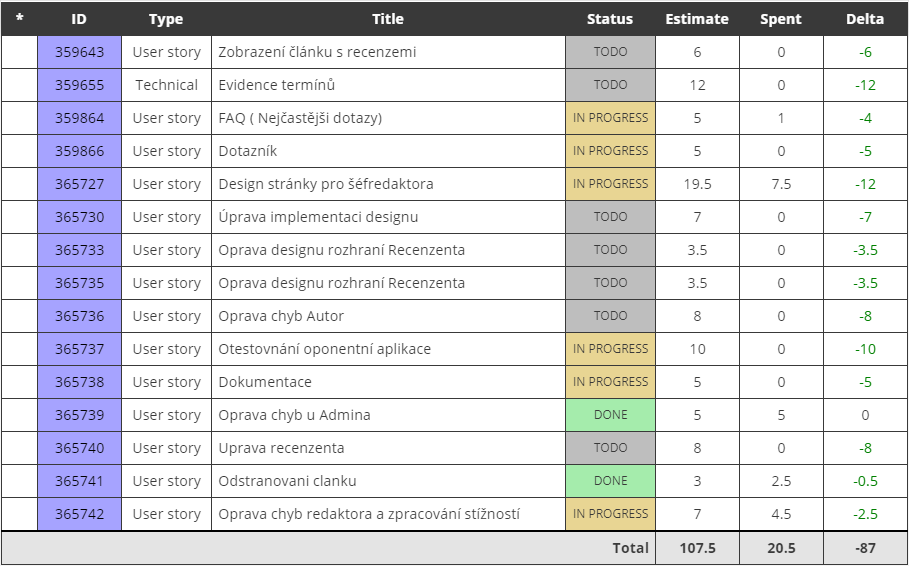 * ID Type Title Status Estimate Spent Delta
359643 User story Zobrazení článku s recenzemi TODO 6 0 -6
359655 Technical Evidence termínů TODO 12 0 -12
359864 User story FAQ ( Nejčastějši dotazy) IN PROGRESS 5 1 -4
359866 User story Dotazník IN PROGRESS 5 0 -5
365727 User story Design stránky pro šéfredaktora IN PROGRESS 19.5 7.5 -12
365730 User story Úprava implementaci designu TODO 7 0 -7
365733 User story Oprava designu rozhraní Recenzenta TODO 3.5 0 -3.5
365735 User story Oprava designu rozhraní Recenzenta TODO 3.5 0 -3.5
365736 User story Oprava chyb Autor TODO 8 0 -8
365737 User story Otestovnání oponentní aplikace IN PROGRESS 10 0 -10
365738 User story Dokumentace IN PROGRESS 5 0 -5
365739 User story Oprava chyb u Admina DONE 5 5 0
365740 User story Uprava recenzenta TODO 8 0 -8
365741 User story Odstranovani clanku DONE 3 2.5 -0.5
365742 User story Oprava chyb redaktora a zpracování stížností IN PROGRESS 7 4.5 -2.5
Total 107.5 20.5 -87